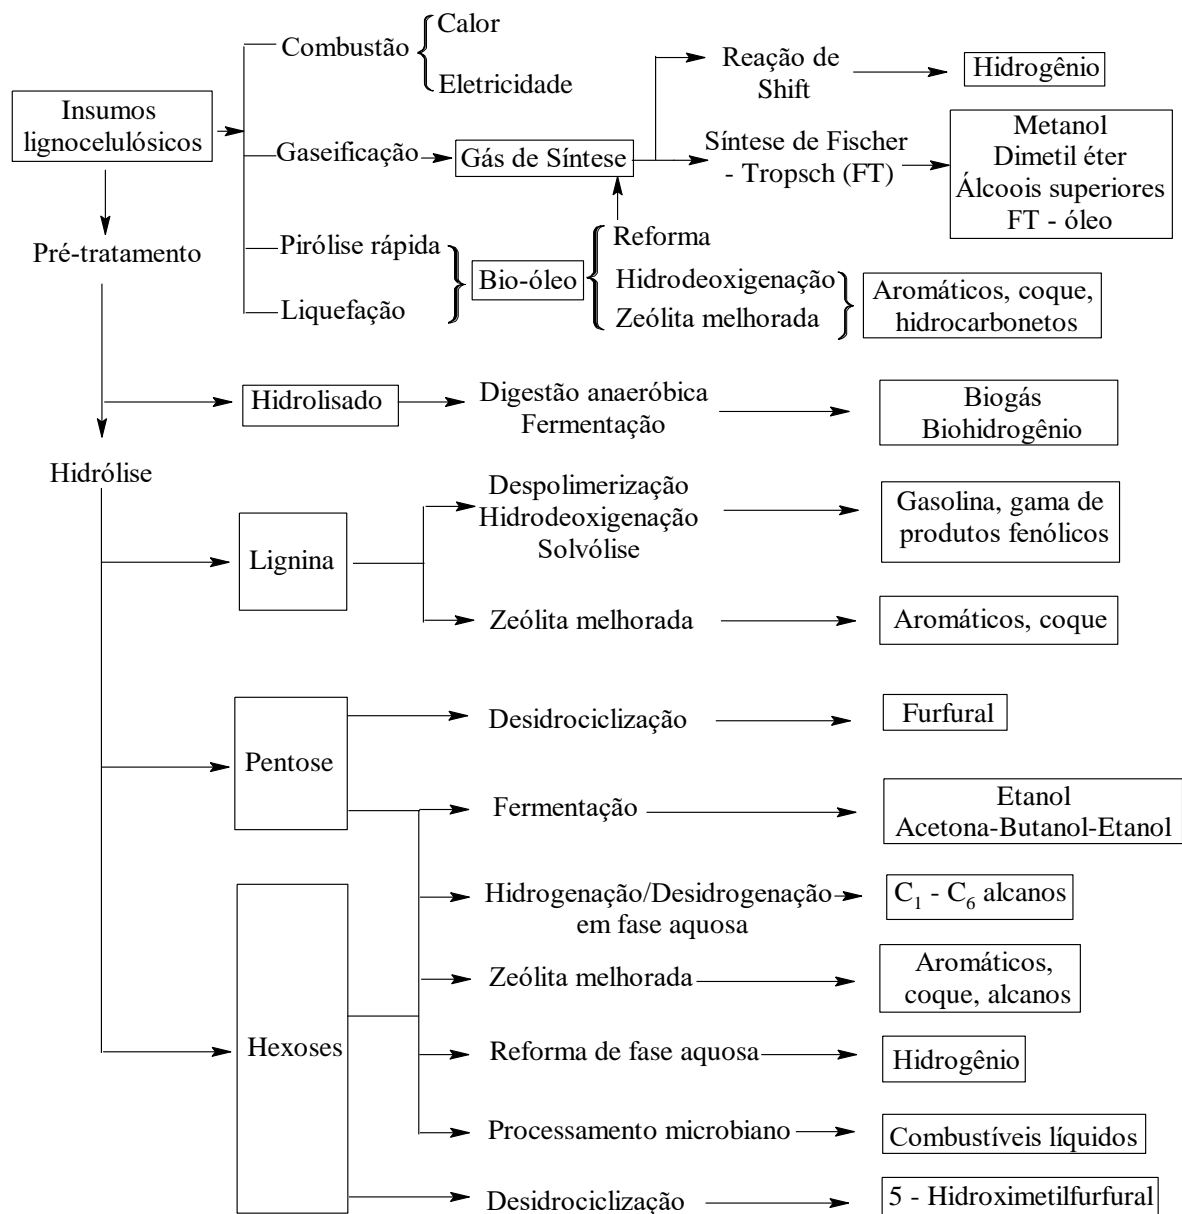 Combustão
Calor
Eletricidade
Reação de
Shift
Hidrogênio
Insumos
lignocelulósicos
Gaseificação
Gás de Síntese
Síntese de Fischer
- Tropsch (FT)
Metanol
Dimetil éter
Álcoois superiores
FT - óleo
Pré-tratamento
Pirólise rápida
Liquefação
Bio-óleo
Reforma
Hidrodeoxigenação
Zeólita melhorada
Aromáticos, coque,
hidrocarbonetos
Hidrolisado
Digestão anaeróbica
Fermentação
Biogás
Biohidrogênio
Hidrólise
Lignina
Despolimerização
Hidrodeoxigenação
Solvólise
Gasolina, gama de
produtos fenólicos
Zeólita melhorada
Aromáticos, coque
Pentose
Desidrociclização
Furfural
Fermentação
Etanol
Acetona-Butanol-Etanol
Hidrogenação/Desidrogenação
em fase aquosa
C₁ - C₆ alcanos
Zeólita melhorada
Aromáticos,
coque, alcanos
Hexoses
Reforma de fase aquosa
Hidrogênio
Processamento microbiano
Combustíveis líquidos
Desidrociclização
5 - Hidroximetilfurfural